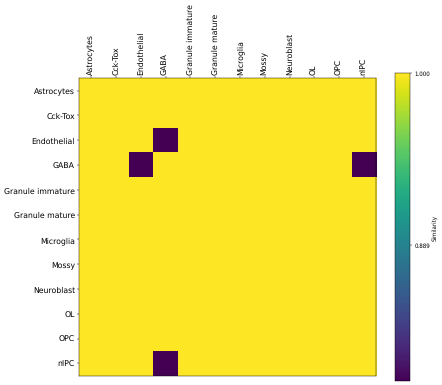 Astrocytes
Cck-Tox
Endothelial
GABA
Granule immature
Granule mature
Microglia
Mossy
Neuroblast
OL
OPC
nIPC
Astrocytes
Cck-Tox
Endothelial
GABA
Granule immature
Granule mature
Microglia
Mossy
Neuroblast
OL
OPC
nIPC
1.000
0.889
Similarity